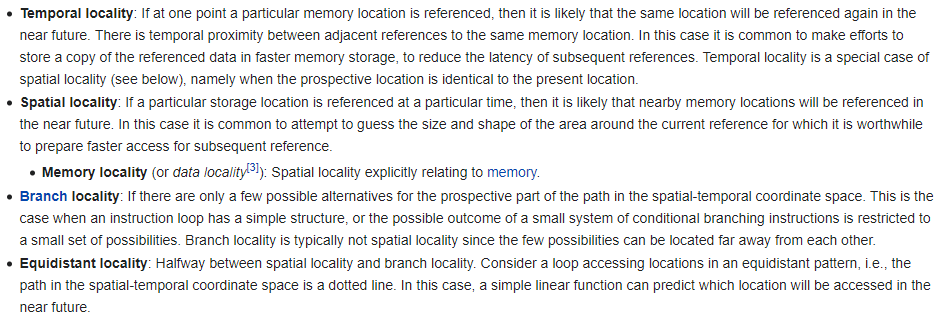 • Temporal locality: If at one point a particular memory location is referenced, then it is likely that the same location will be referenced again in the
near future. There is temporal proximity between adjacent references to the same memory location. In this case it is common to make efforts to
store a copy of the referenced data in faster memory storage, to reduce the latency of subsequent references. Temporal locality is a special case of
spatial locality (see below), namely when the prospective location is identical to the present location.
• Spatial locality: If a particular storage location is referenced at a particular time, then it is likely that nearby memory locations will be referenced in
the near future. In this case it is common to attempt to guess the size and shape of the area around the current reference for which it is worthwhile
to prepare faster access for subsequent reference.
• Memory locality (or data locality[3]): Spatial locality explicitly relating to memory.
• Branch locality: If there are only a few possible alternatives for the prospective part of the path in the spatial-temporal coordinate space. This is the
case when an instruction loop has a simple structure, or the possible outcome of a small system of conditional branching instructions is restricted to
a small set of possibilities. Branch locality is typically not spatial locality since the few possibilities can be located far away from each other.
• Equidistant locality: Halfway between spatial locality and branch locality. Consider a loop accessing locations in an equidistant pattern, i.e., the
path in the spatial-temporal coordinate space is a dotted line. In this case, a simple linear function can predict which location will be accessed in the
near future.